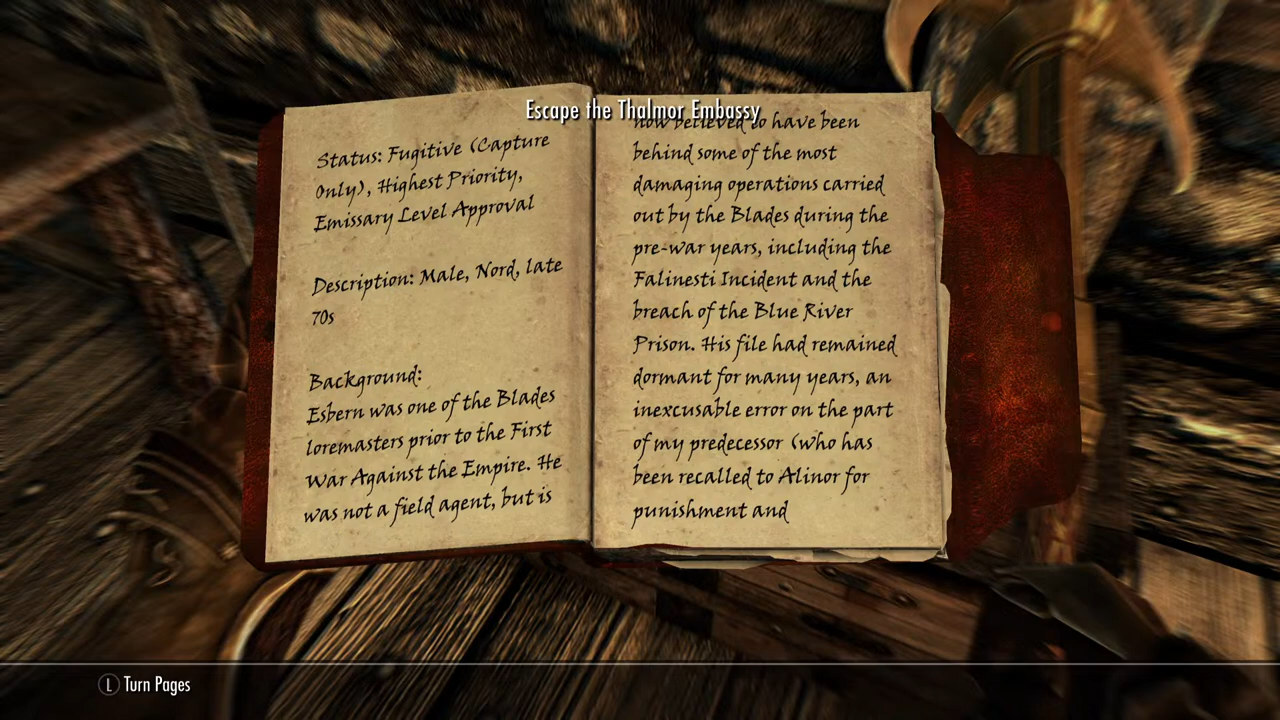 Escape the Thalmor Embassy
Status: Fugitive (Capture
Only), Highest Priority,
Emissary Level Approval
Description: Male, Nord, late
70s
Background:
Esbern was one of the Blades
loremasters prior to the First
War Against the Empire. He
was not a field agent, but is
now believed to have been
behind some of the most
damaging operations carried
out by the Blades during the
pre-war years, including the
Falinesti Incident and the
breach of the Blue River
Prison. His file had remained
dormant for many years, an
inexcusable error on the part
of my predecessor (who has
been recalled to Alinor for
punishment and
L Turn Pages